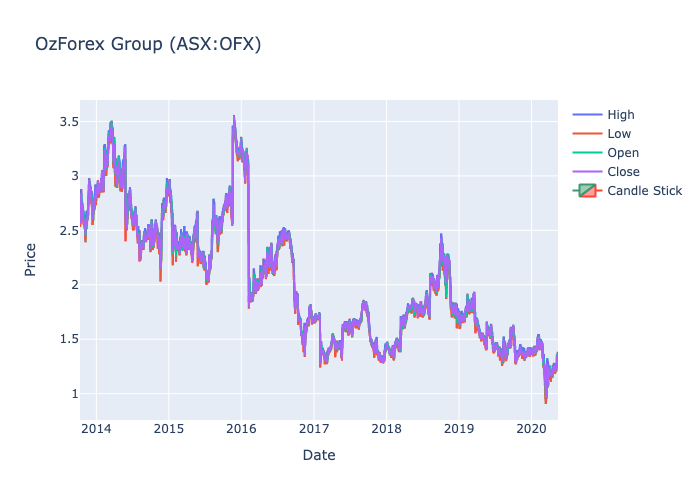 OzForex Group (ASX:OFX)
High
Low
Open
Close
Candle Stick
Price
3.5
3
2.5
2
1.5
1
2014 2015 2016 2017 2018 2019 2020
Date